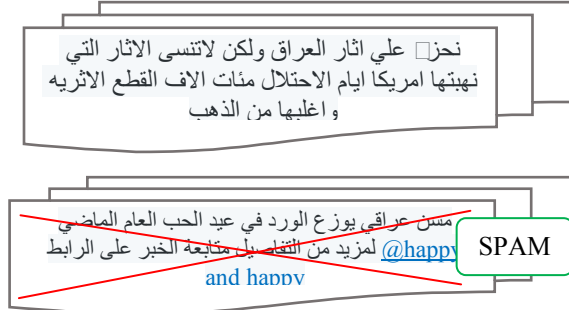 نحز□ علي اثار العراق ولكن لاتنسى الاثار التي
نهبتها امريكا ايام الاحتلال مئات الاف القطع الاثريه
واغلبها من الذهب
مسن عراقي يوزع الورد في عيد الحب العام الماضي
@happy لمزيد من التفاصيل متابعة الخبر على الرابط
and happy
SPAM